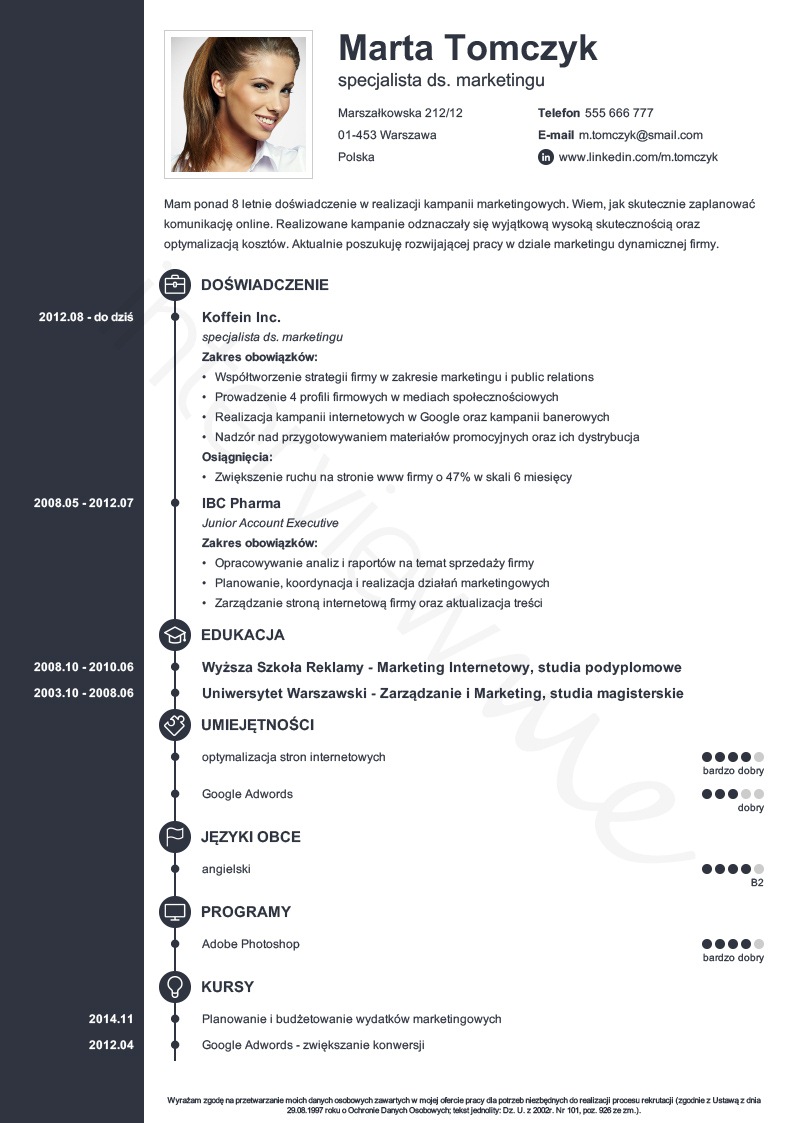 Marta Tomczyk
specjalista ds. marketingu
Marszałkowska 212/12
01-453 Warszawa
Polska
Telefon 555 666 777
E-mail m.tomczyk@smail.com
in www.linkedin.com/m.tomczyk
Mam ponad 8 letnie doświadczenie w realizacji kampanii marketingowych. Wiem, jak skutecznie zaplanować
komunikację online. Realizowane kampanie odznaczały się wyjątkową wysoką skutecznością oraz
optymalizacją kosztów. Aktualnie poszukuję rozwijającej pracy w dziale marketingu dynamicznej firmy.
DOŚWIADCZENIE
2012.08 - do dziś
Koffein Inc.
specjalista ds. marketingu
Zakres obowiązków:
• Współtworzenie strategii firmy w zakresie marketingu i public relations
• Prowadzenie 4 profili firmowych w mediach społecznościowych
• Realizacja kampanii internetowych w Google oraz kampanii banerowych
• Nadzór nad przygotowywaniem materiałów promocyjnych oraz ich dystrybucja
Osiągnięcia:
• Zwiększenie ruchu na stronie www firmy o 47% w skali 6 miesięcy
2008.05 - 2012.07
IBC Pharma
Junior Account Executive
Zakres obowiązków:
• Opracowywanie analiz i raportów na temat sprzedaży firmy
• Planowanie, koordynacja i realizacja działań marketingowych
• Zarządzanie stroną internetową firmy oraz aktualizacja treści
EDUKACJA
2008.10 - 2010.06
Wyższa Szkoła Reklamy - Marketing Internetowy, studia podyplomowe
2003.10 - 2008.06
Uniwersytet Warszawski - Zarządzanie i Marketing, studia magisterskie
UMIEJĘTNOŚCI
optymalizacja stron internetowych
bardzo dobry
Google Adwords
dobry
JĘZYKI OBCE
angielski
B2
PROGRAMY
Adobe Photoshop
bardzo dobry
KURSY
2014.11
Planowanie i budżetowanie wydatków marketingowych
2012.04
Google Adwords - zwiększanie konwersji
Wyrażam zgodę na przetwarzanie moich danych osobowych zawartych w mojej ofercie pracy dla potrzeb niezbędnych do realizacji procesu rekrutacji (zgodnie z Ustawą z dnia
29.08.1997 roku o Ochronie Danych Osobowych; tekst jednolity: Dz. U. z 2002r. Nr 101, poz. 926 ze zm.).
interviewme